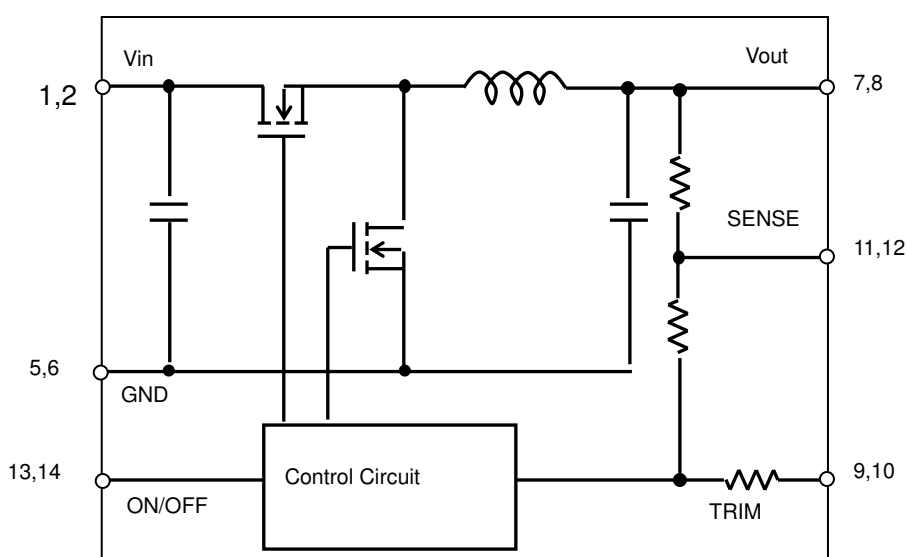 Vin
Vout
1,2
7,8
SENSE
11,12
5,6
GND
13,14
Control Circuit
9,10
ON/OFF
TRIM